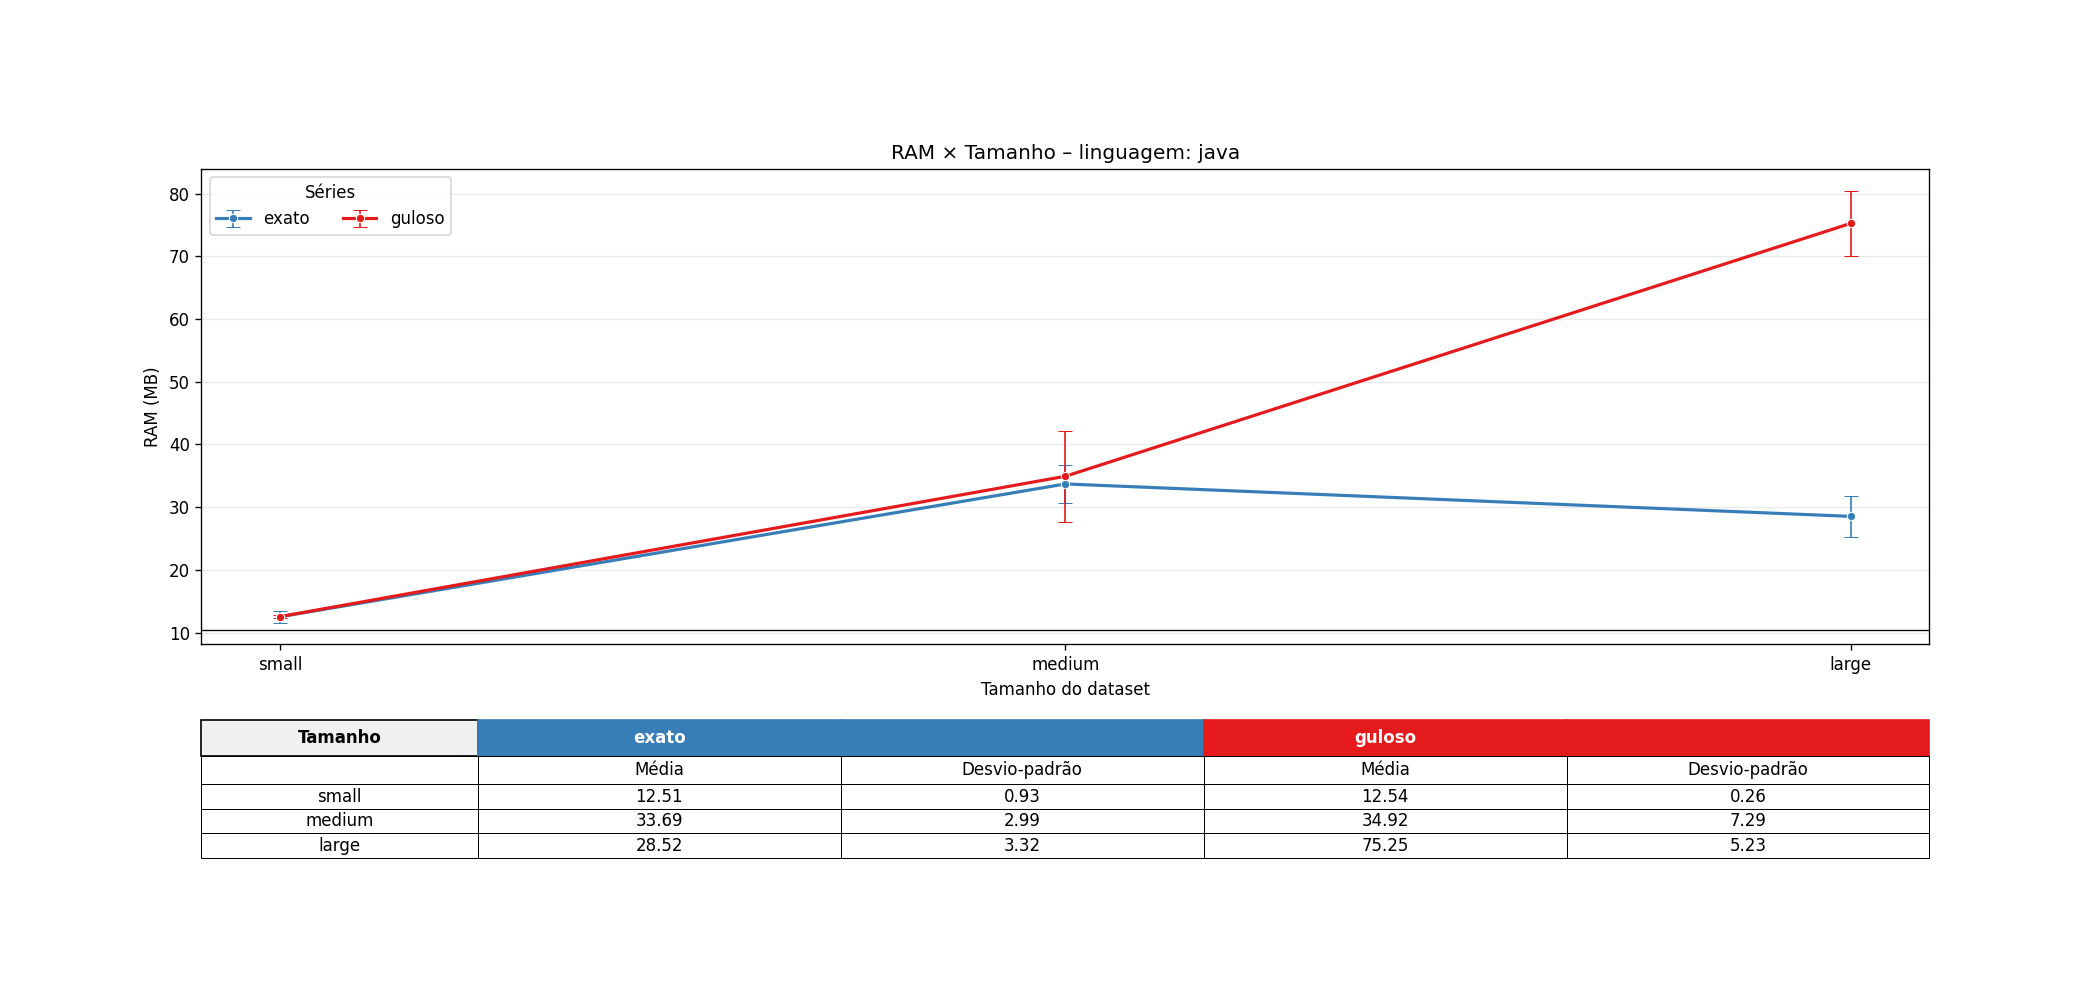 RAM × Tamanho – linguagem: java
Séries
exato guloso
RAM (MB)
80
70
60
50
40
30
20
10
small medium large
Tamanho do dataset
Tamanho exato guloso
Média Desvio-padrão Média Desvio-padrão
small 12.51 0.93 12.54 0.26
medium 33.69 2.99 34.92 7.29
large 28.52 3.32 75.25 5.23